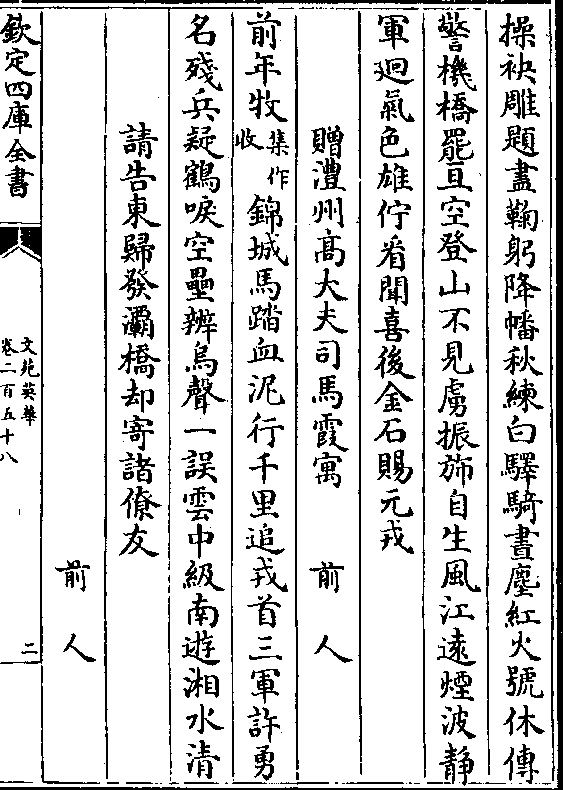 操袂雕題盡鞠躬降幡秋練白驛騎晝塵紅火號休傳
警機橋罷亘空登山不見虜振斾自生風江遠煙波靜
軍迴氣色雄佇看聞喜後金石賜元戎
贈澧州高大夫司馬霞寓　前人
前年牧集作收錦城馬踏血泥行千里追戎首三軍許勇
名殘兵疑鶴唳空壘辨烏聲一誤雲中級南遊湘水清
請告東歸發灞橋却寄諸僚友
前人
欽定四庫全書
文苑英華
卷二百五十八
二